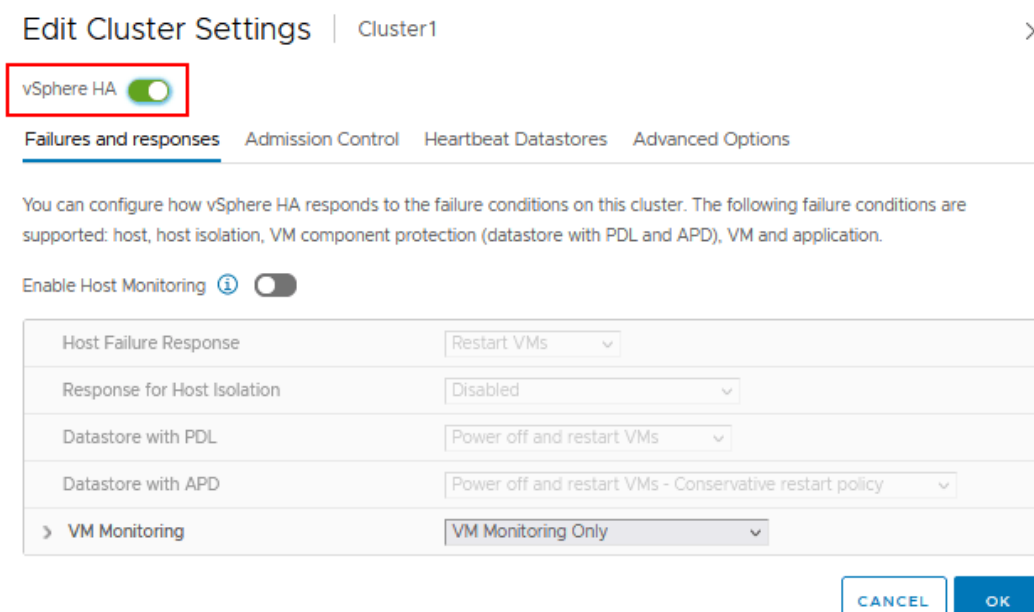 Edit Cluster Settings Cluster1
vSphere HA
Failures and responses Admission Control Heartbeat Datastores Advanced Options
You can configure how vSphere HA responds to the failure conditions on this cluster. The following failure conditions are
supported: host, host isolation, VM component protection (datastore with PDL and APD), VM and application.
Enable Host Monitoring
Host Failure Response Restart VMs
Response for Host Isolation Disabled
Datastore with PDL Power off and restart VMs
Datastore with APD Power off and restart VMs - Conservative restart policy
VM Monitoring VM Monitoring Only
CANCEL OK